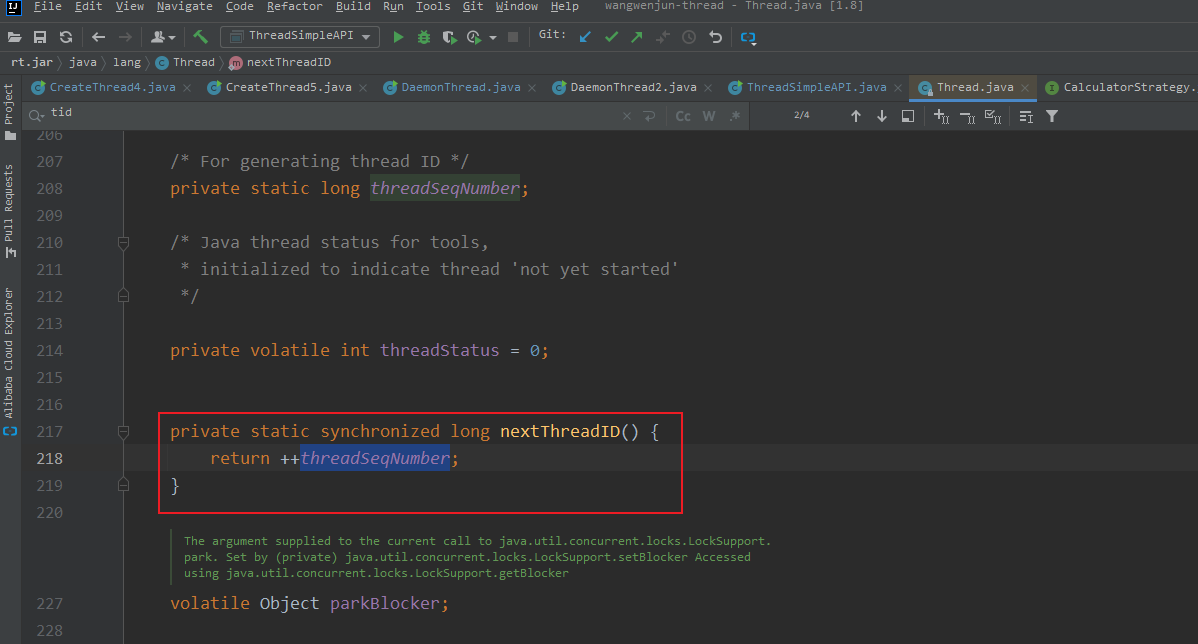 IJ File Edit View Navigate Code Refactor Build Run Tools Git Window Help wangwenjun-thread - Thread.java [1.8]
ThreadSimpleAPI Git:
rt.jar java lang C Thread m nextThreadID
CreateThread4.java CreateThread5.java DaemonThread.java DaemonThread2.java ThreadSimpleAPI.java Thread.java I CalculatorStrategy.
tid Cc W .* 2/4
Project
Pull Requests
Alibaba Cloud Explorer
206
207 /* For generating thread ID */
208 private static long threadSeqNumber;
209
210 /* Java thread status for tools,
211 * initialized to indicate thread 'not yet started'
212 */
213
214 private volatile int threadStatus = 0;
215
216
217 private static synchronized long nextThreadID() {
218 return ++threadSeqNumber;
219 }
220
The argument supplied to the current call to java.util.concurrent.locks.LockSupport.
park. Set by (private) java.util.concurrent.locks.LockSupport.setBlocker Accessed
using java.util.concurrent.locks.LockSupport.getBlocker
227 volatile Object parkBlocker;
228